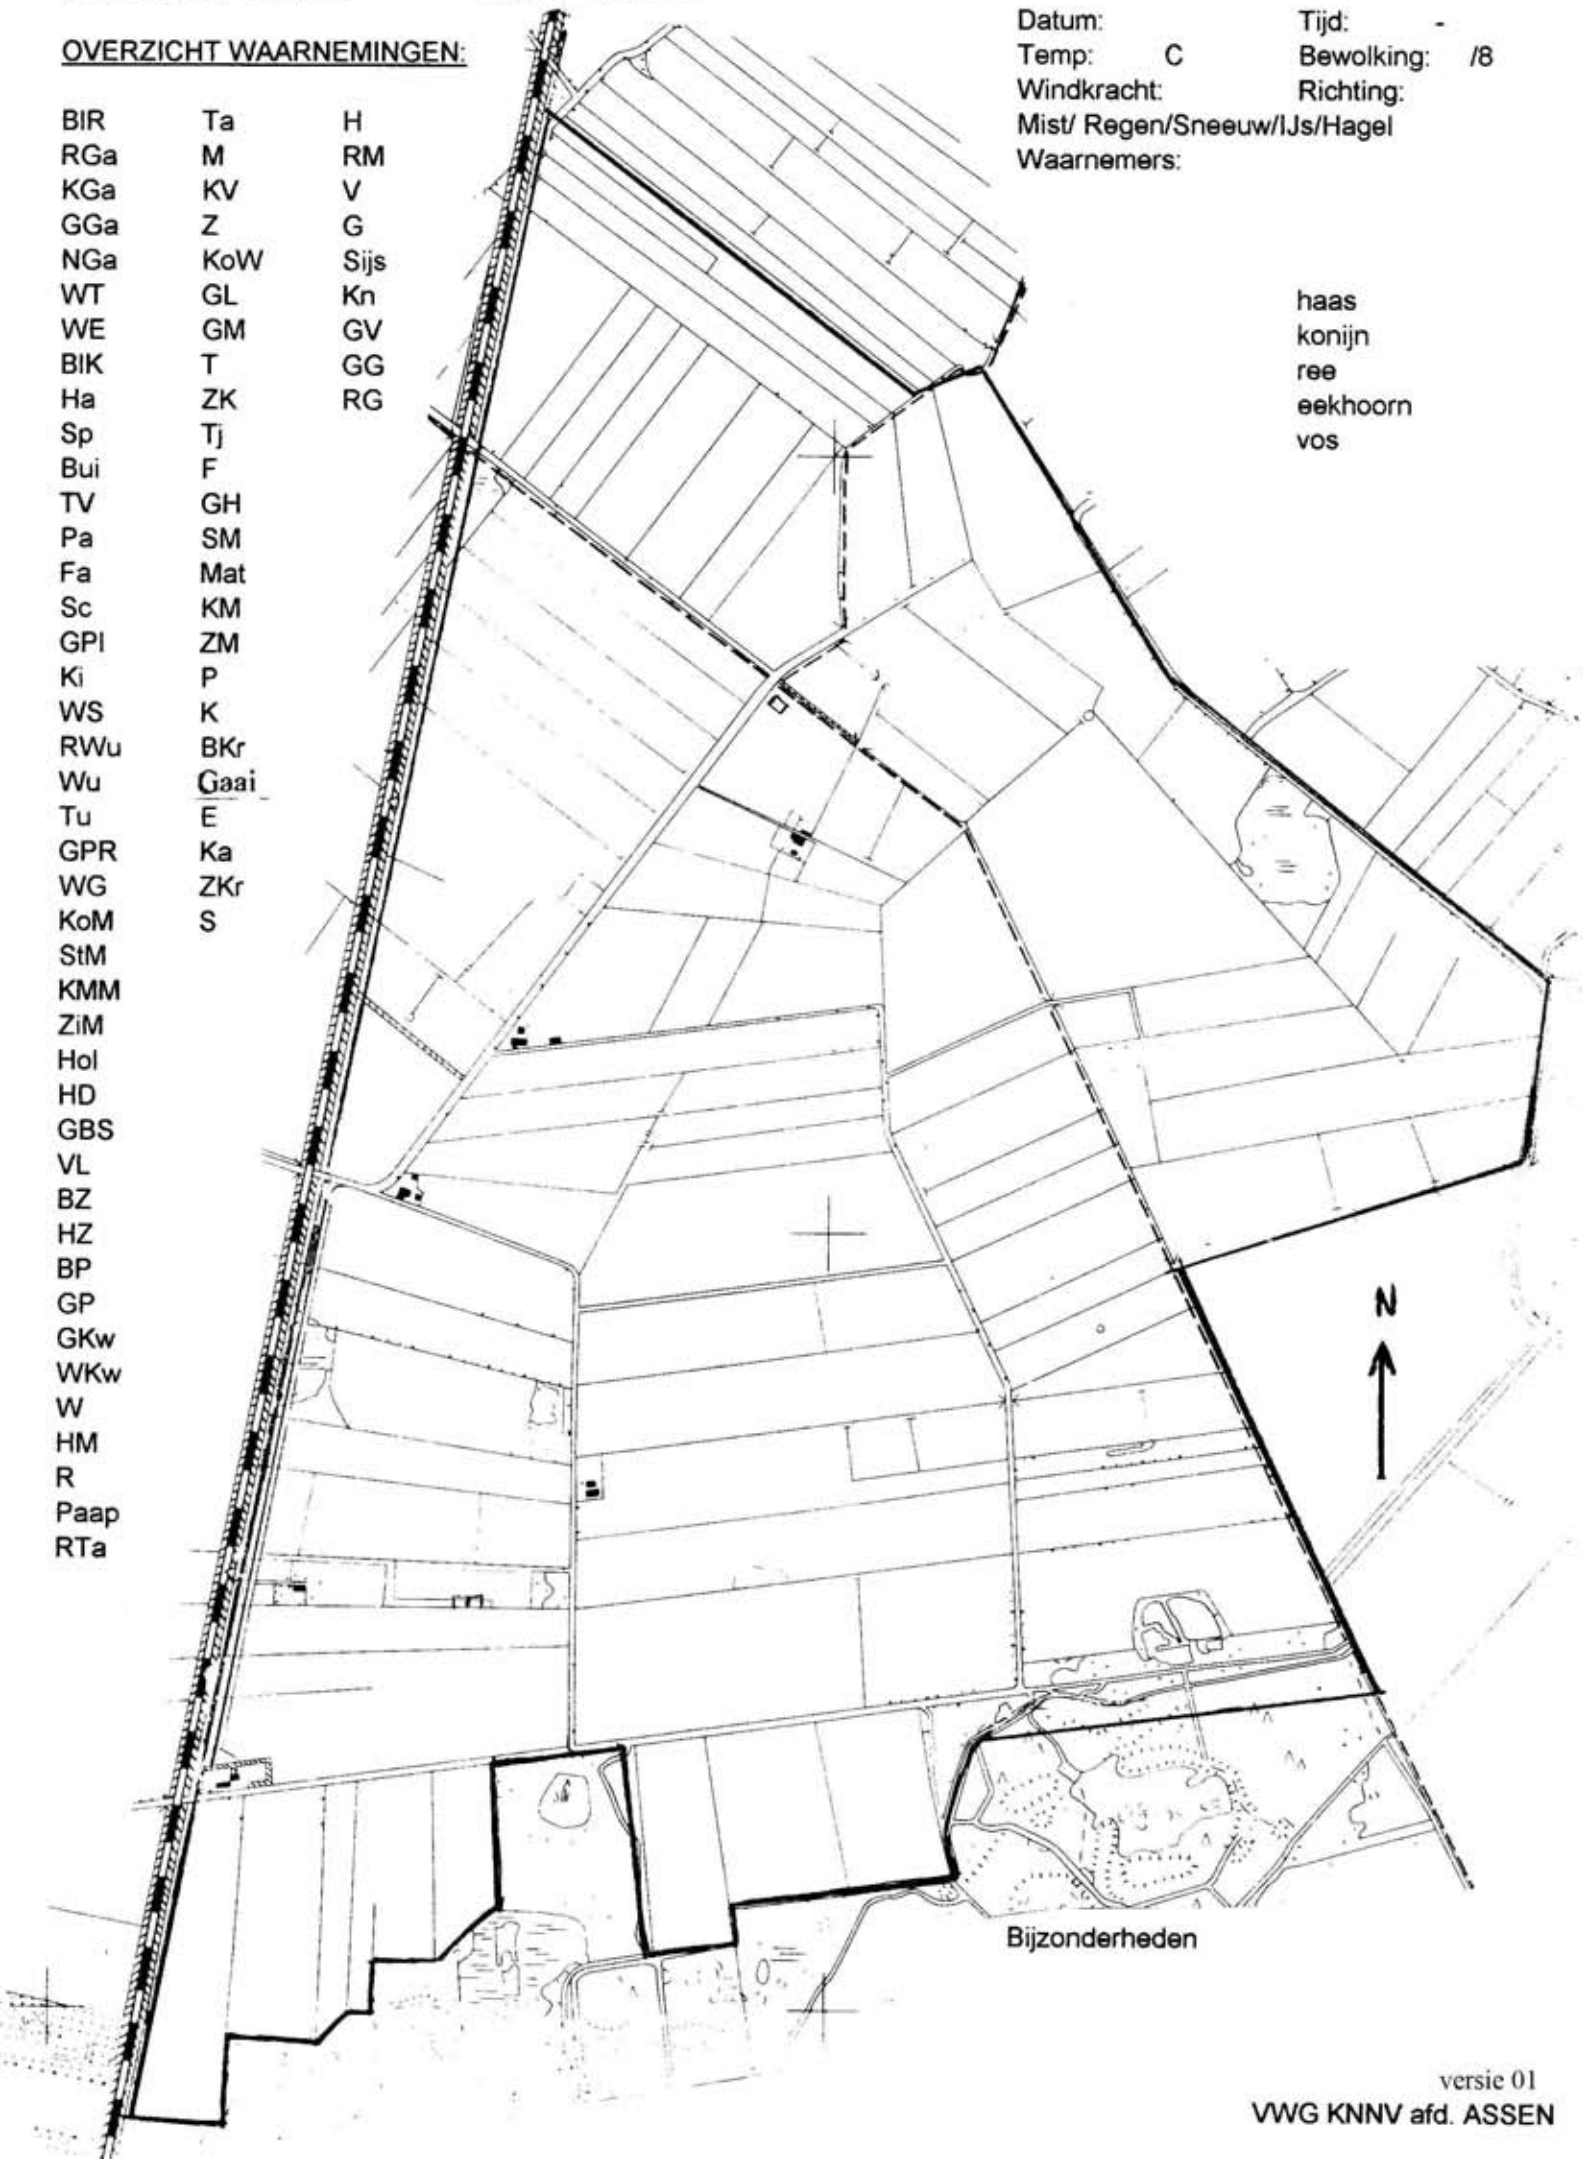 OVERZICHT WAARNEMINGEN:
BIR Ta H
RGa M RM
KGa KV V
GGa Z G
NGa KoW Sijs
WT GL Kn
WE GM GV
BIK T GG
Ha ZK RG
Sp Tj
Bui F
TV GH
Pa SM
Fa Mat
Sc KM
GPI ZM
Ki P
WS K
RWu BKr
Wu Gaai
Tu E
GPR Ka
WG ZKr
KoM S
StM
KMM
ZiM
Hol
HD
GBS
VL
BZ
HZ
BP
GP
GKw
WKw
W
HM
R
Paap
RTa
Datum: Tijd: -
Temp: C Bewolking: /8
Windkracht: Richting:
Mist/ Regen/Sneeuw/IJs/Hagel
Waarnemers:
haas
konijn
ree
eekhoorn
vos
N
Bijzonderheden
versie 01
VWG KNNV afd. ASSEN